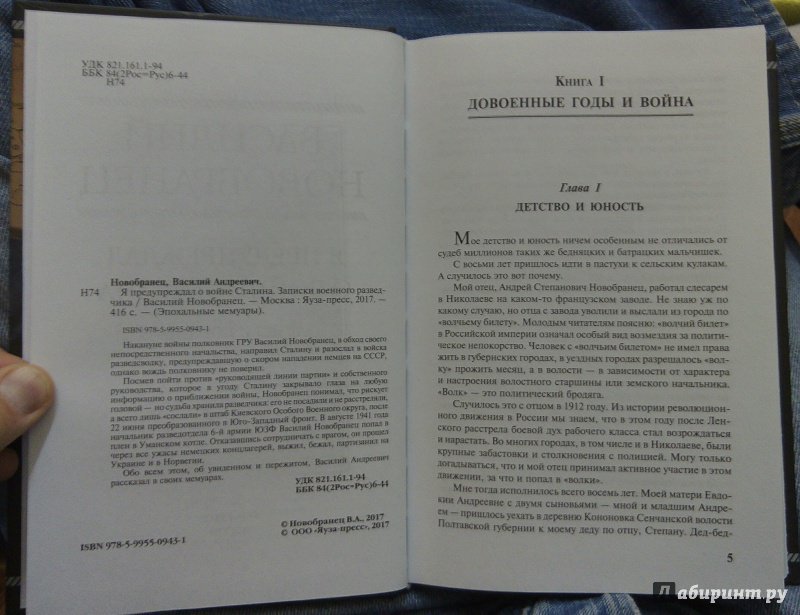 УДК 821.161.1-94
ББК 84(2Рос=Рус)6-44
Н74
Новобранец, Василий Андреевич.
Н74 Я предупреждал о войне Сталина. Записки военного развед-
чика / Василий Новобранец. — Москва : Яуза-пресс, 2017. —
416 с. — (Эпохальные мемуары).
ISBN 978-5-9955-0943-1
Накануне войны полковник ГРУ Василий Новобранец, в обход своего
непосредственного начальства, направил Сталину и разослал в войска
разведсводку, предупреждающую о скором нападении немцев на СССР,
однако вождь полковнику не поверил.
Посмев пойти против «руководящей линии партии» и собственного
руководства, которое в угоду Сталину закрывало глаза на любую
информацию о приближении войны, Новобранец понимал, что рискует
головой — но судьба хранила разведчика: его не посадили и не расстреляли,
а всего лишь «сослали» в штаб Киевского Особого Военного округа, после
22 июня преобразованного в Юго-Западный фронт. В августе 1941 года
начальник разведотдела 6-й армии ЮЗФ Василий Новобранец попал в
плен в Уманском котле. Отказавшись сотрудничать с врагом, он прошел
через все ужасы немецких концлагерей, выжил, бежал, партизанил на
Украине и в Норвегии.
Обо всем этом, об увиденном и пережитом, Василий Андреевич
рассказал в своих мемуарах.
УДК 821.161.1-94
ББК 84(2Рос=Рус)6-44
© Новобранец В.А., 2017
ISBN 978-5-9955-0943-1 © ООО «Яуза-пресс», 2017
Книга I
ДОВОЕННЫЕ ГОДЫ И ВОЙНА
Глава I
ДЕТСТВО И ЮНОСТЬ
Мое детство и юность ничем особенным не отличались от
судеб миллионов таких же бедняцких и батрацких мальчишек.
С восьми лет пришлось идти в пастухи к сельским кулакам.
А случилось это вот почему.
Мой отец, Андрей Степанович Новобранец, работал слесарем
в Николаеве на каком-то французском заводе. Не знаю уж по
какому случаю, но отца с завода уволили и выслали из города по
«волчьему билету». Молодым читателям поясню: «волчий билет»
в Российской империи означал особый вид возмездия за полити-
ческое непокорство. Человек с «волчьим билетом» не имел права
жить в губернских городах, в уездных городах разрешалось «вол-
ку» прожить месяц, а в волости — в зависимости от характера
и настроения волостного старшины или земского начальника.
«Волк» — это политический бродяга.
Случилось это с отцом в 1912 году. Из истории революцион-
ного движения в России мы знаем, что в этом году после Лен-
ского расстрела боевой дух рабочего класса стал возрождаться
и нарастать. Во многих городах, в том числе и в Николаеве, были
крупные забастовки и столкновения с полицией. Могу только
догадываться, что и мой отец принимал активное участие в этом
движении, за что и попал в «волки».
Мне тогда исполнилось всего восемь лет. Моей матери Евдо-
кии Андреевне с двумя сыновьями — мной и младшим Андре-
ем — пришлось уехать в деревню Кононовка Сенчанской волости
Полтавской губернии к моему деду по отцу, Степану. Дед-бед-
5
Лабиринт.ру